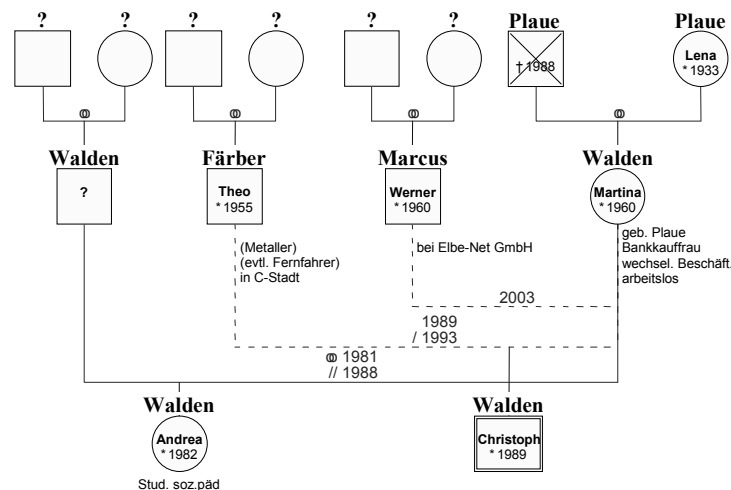 ? ? ? ? ? ? Plaue Plaue
† 1988
Lena
* 1933
⚭ ⚭ ⚭ ⚭
Walden Färber Marcus Walden
?
Theo
* 1955
Werner
* 1960
Martina
* 1960
(Metaller)
(evtl. Fernfahrer)
in C-Stadt
bei Elbe-Net GmbH
geb. Plaue
Bankkauffrau
wechsel. Beschäft.
arbeitslos
2003
1989
/ 1993
⚭ 1981
// 1988
Walden Walden
Andrea
* 1982
Christoph
* 1989
Stud. soz.päd